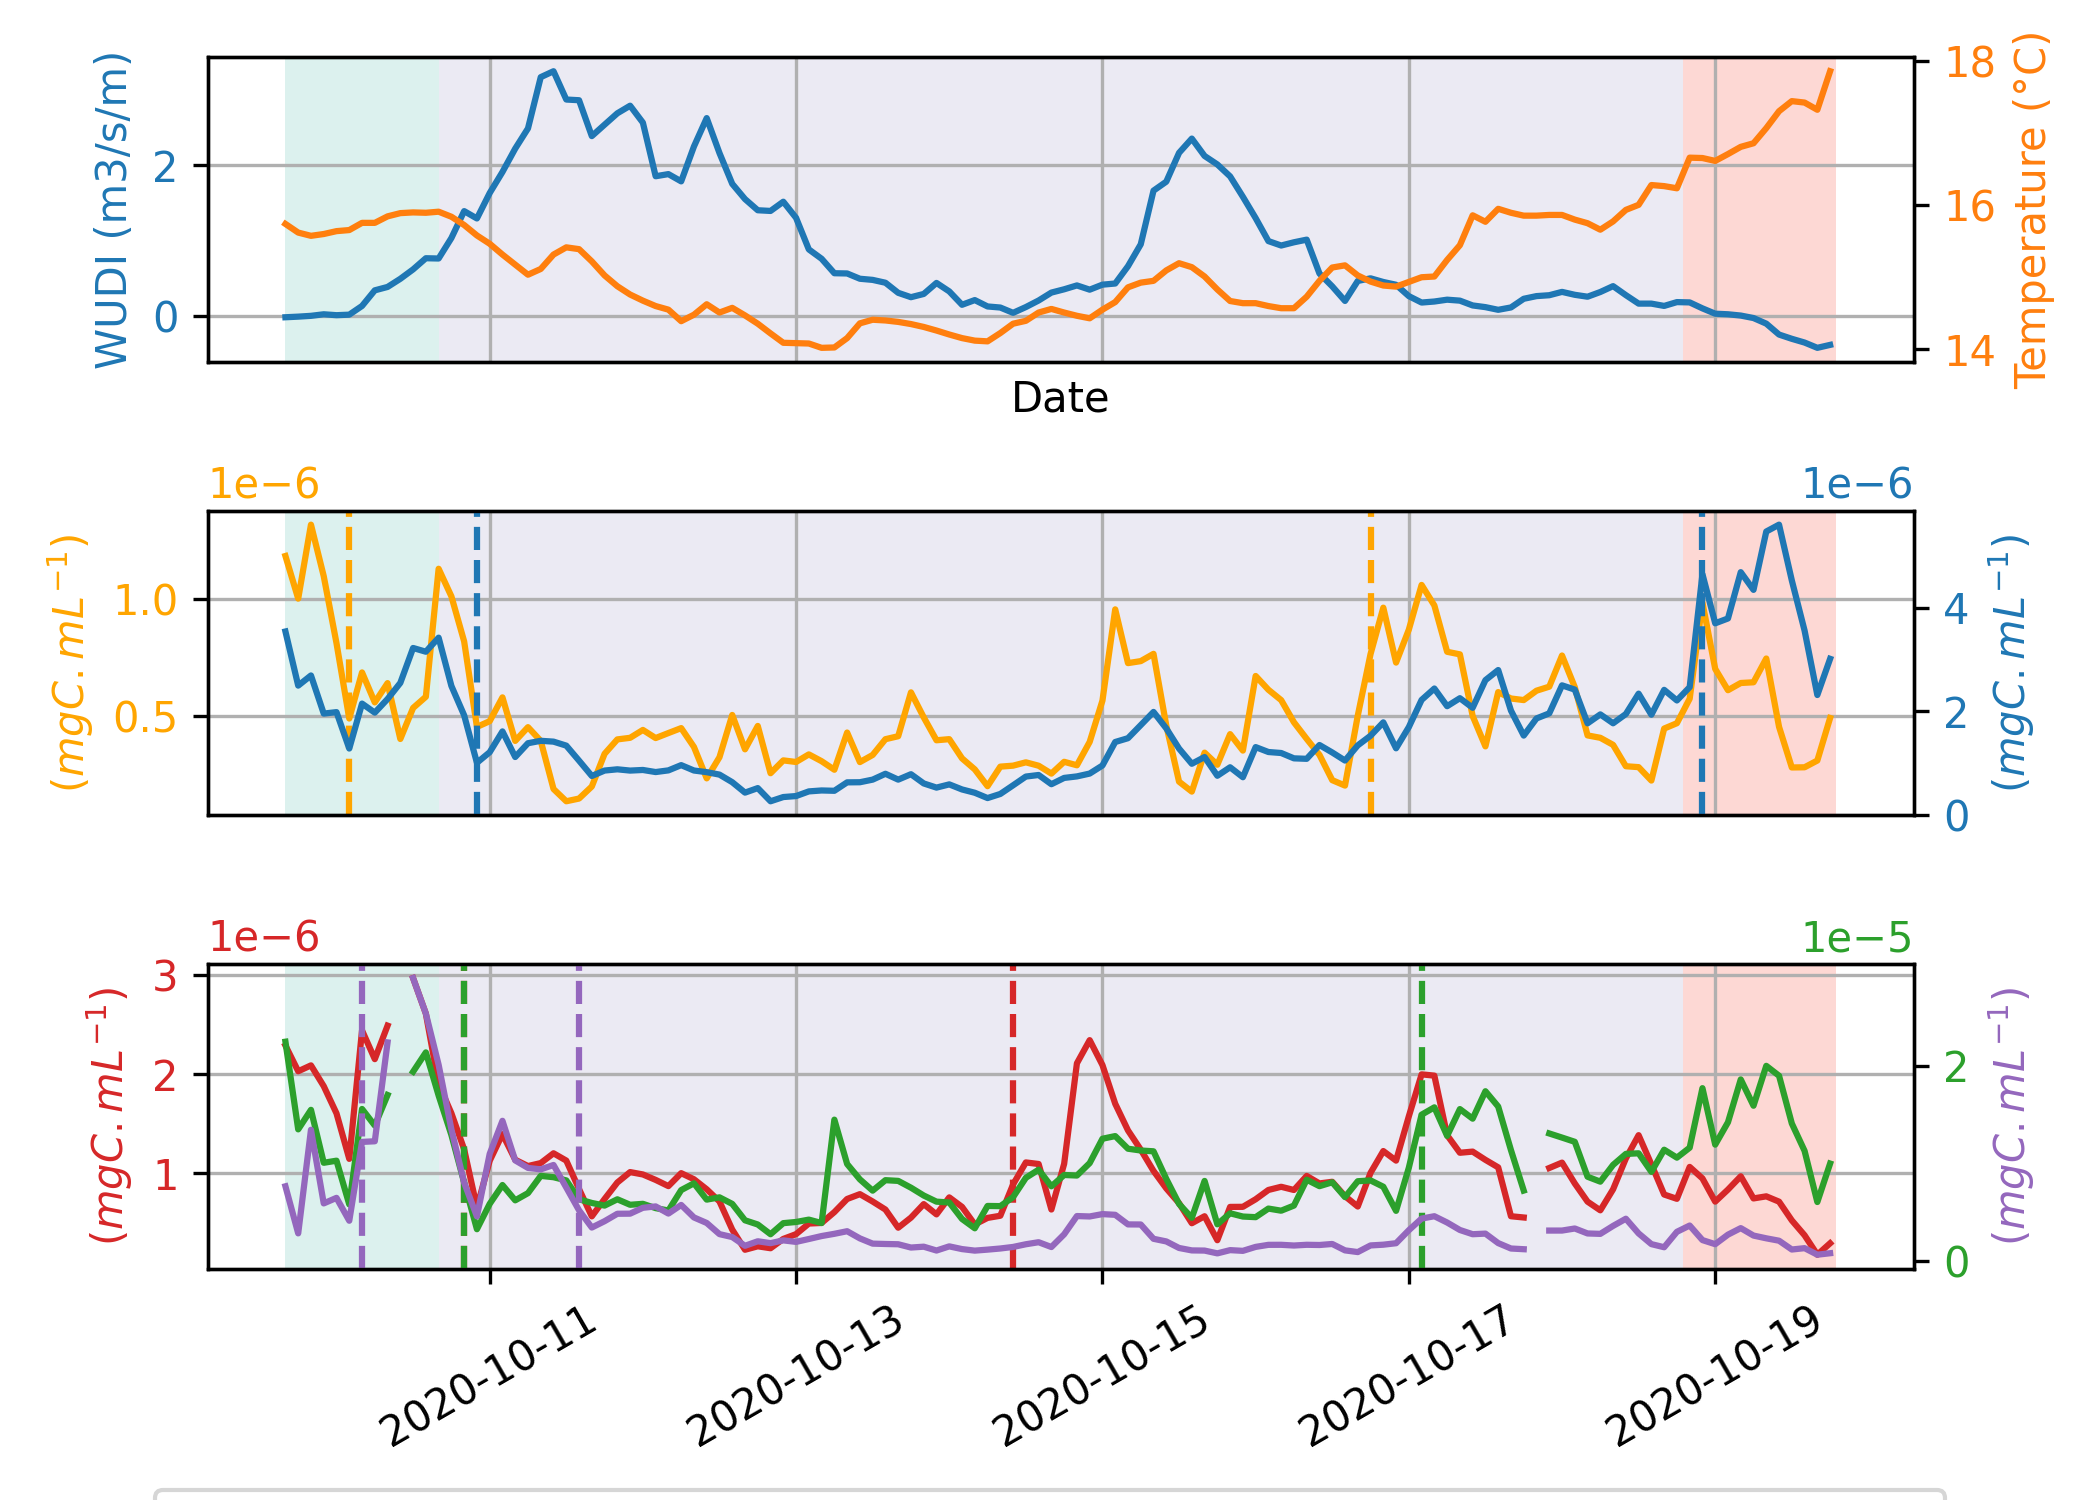 WUDI (m3/s/m)
2
0
18
16
14
Temperature (°C)
Date
1e−6
1e−6
(mgC.mL⁻¹)
1.0
0.5
4
2
0
(mgC.mL⁻¹)
1e−6
1e−5
(mgC.mL⁻¹)
3
2
1
2
0
(mgC.mL⁻¹)
2020-10-11
2020-10-13
2020-10-15
2020-10-17
2020-10-19